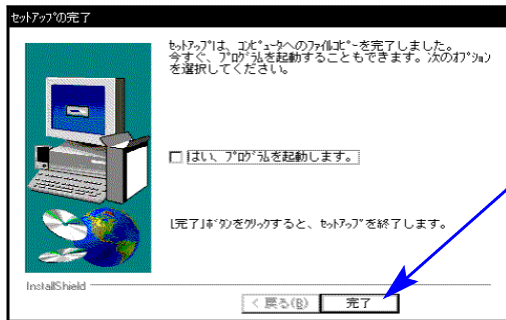 ｾｯﾄｱｯﾌﾟの完了
ｾｯﾄｱｯﾌﾟは、ｺﾝﾋﾟｭｰﾀへのﾌｧｲﾙｺﾋﾟｰを完了しました。
今すぐ、ﾌﾟﾛｸﾞﾗﾑを起動することもできます。次のｵﾌﾟｼｮﾝ
を選択してください。
はい、ﾌﾟﾛｸﾞﾗﾑを起動します。
[完了]ﾎﾞﾀﾝをｸﾘｯｸすると、ｾｯﾄｱｯﾌﾟを終了します。
InstallShield
< 戻る(B) 完了